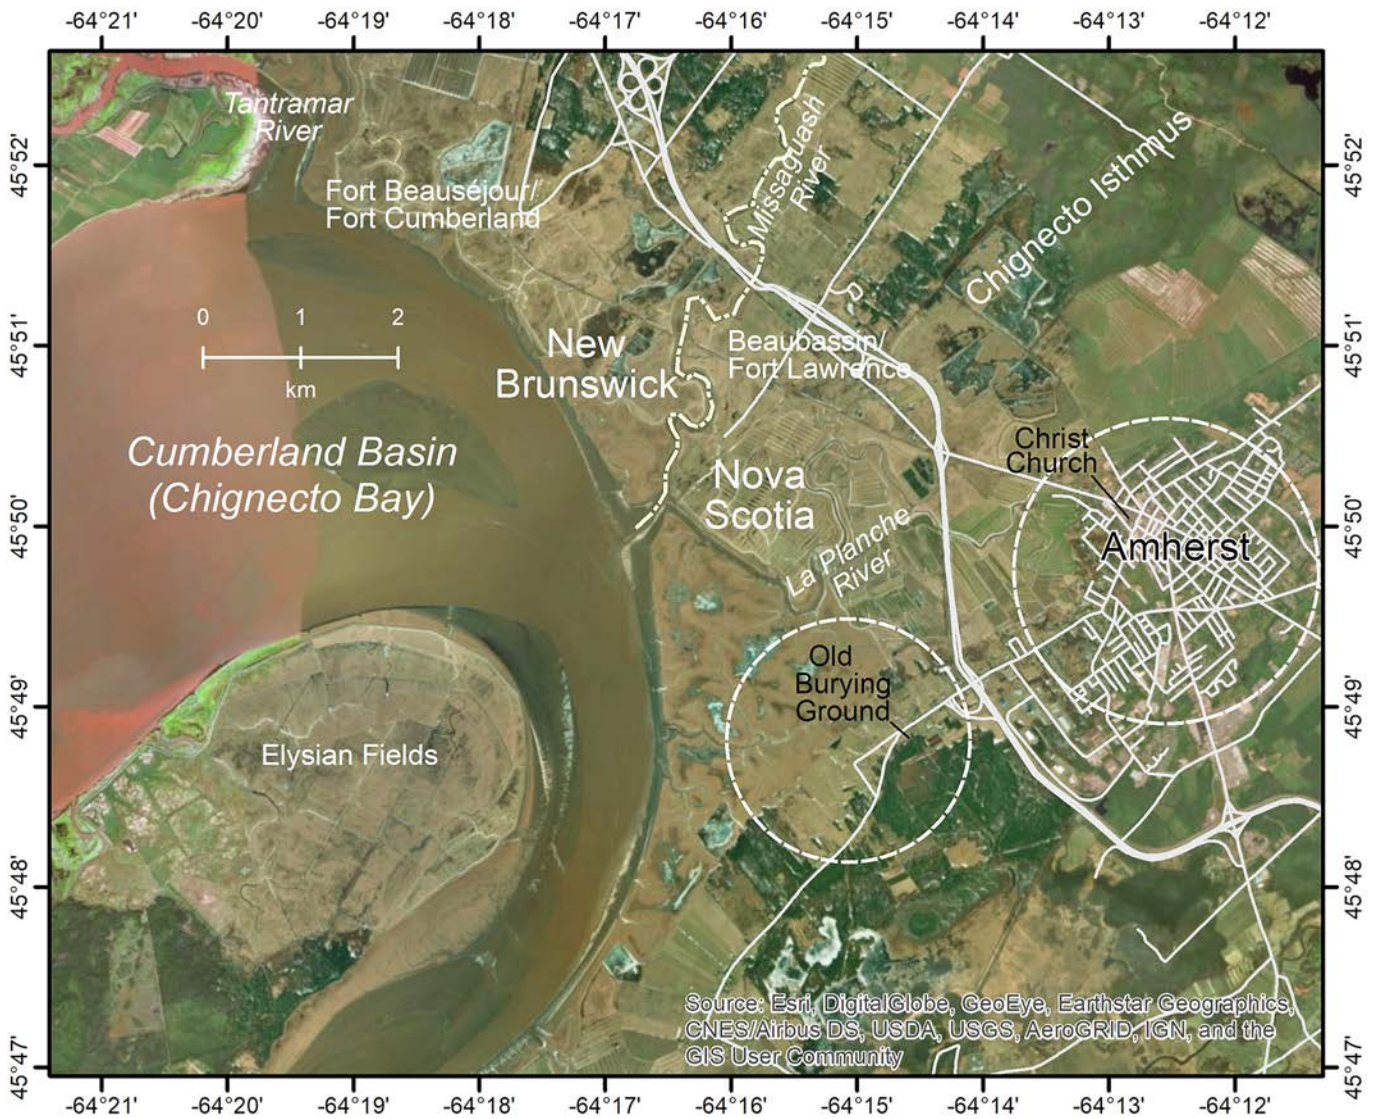 -64°21' -64°20' -64°19' -64°18' -64°17' -64°16' -64°15' -64°14' -64°13' -64°12'
Tantramar
River
45°52'
45°52'
Missaguash
River
Chignecto Isthmus
Fort Beauséjour/
Fort Cumberland
0 1 2
km
45°51'
45°51'
New
Brunswick
Beaubassin/
Fort Lawrence
Cumberland Basin
(Chignecto Bay)
Christ
Church
Nova
Scotia
45°50'
45°50'
Amherst
La Planche
River
Old
Burying
Ground
45°49'
45°49'
Elysian Fields
45°48'
45°48'
Source: Esri, DigitalGlobe, GeoEye, Earthstar Geographics,
CNES/Airbus DS, USDA, USGS, AeroGRID, IGN, and the
GIS User Community
45°47'
45°47'
-64°21' -64°20' -64°19' -64°18' -64°17' -64°16' -64°15' -64°14' -64°13' -64°12'